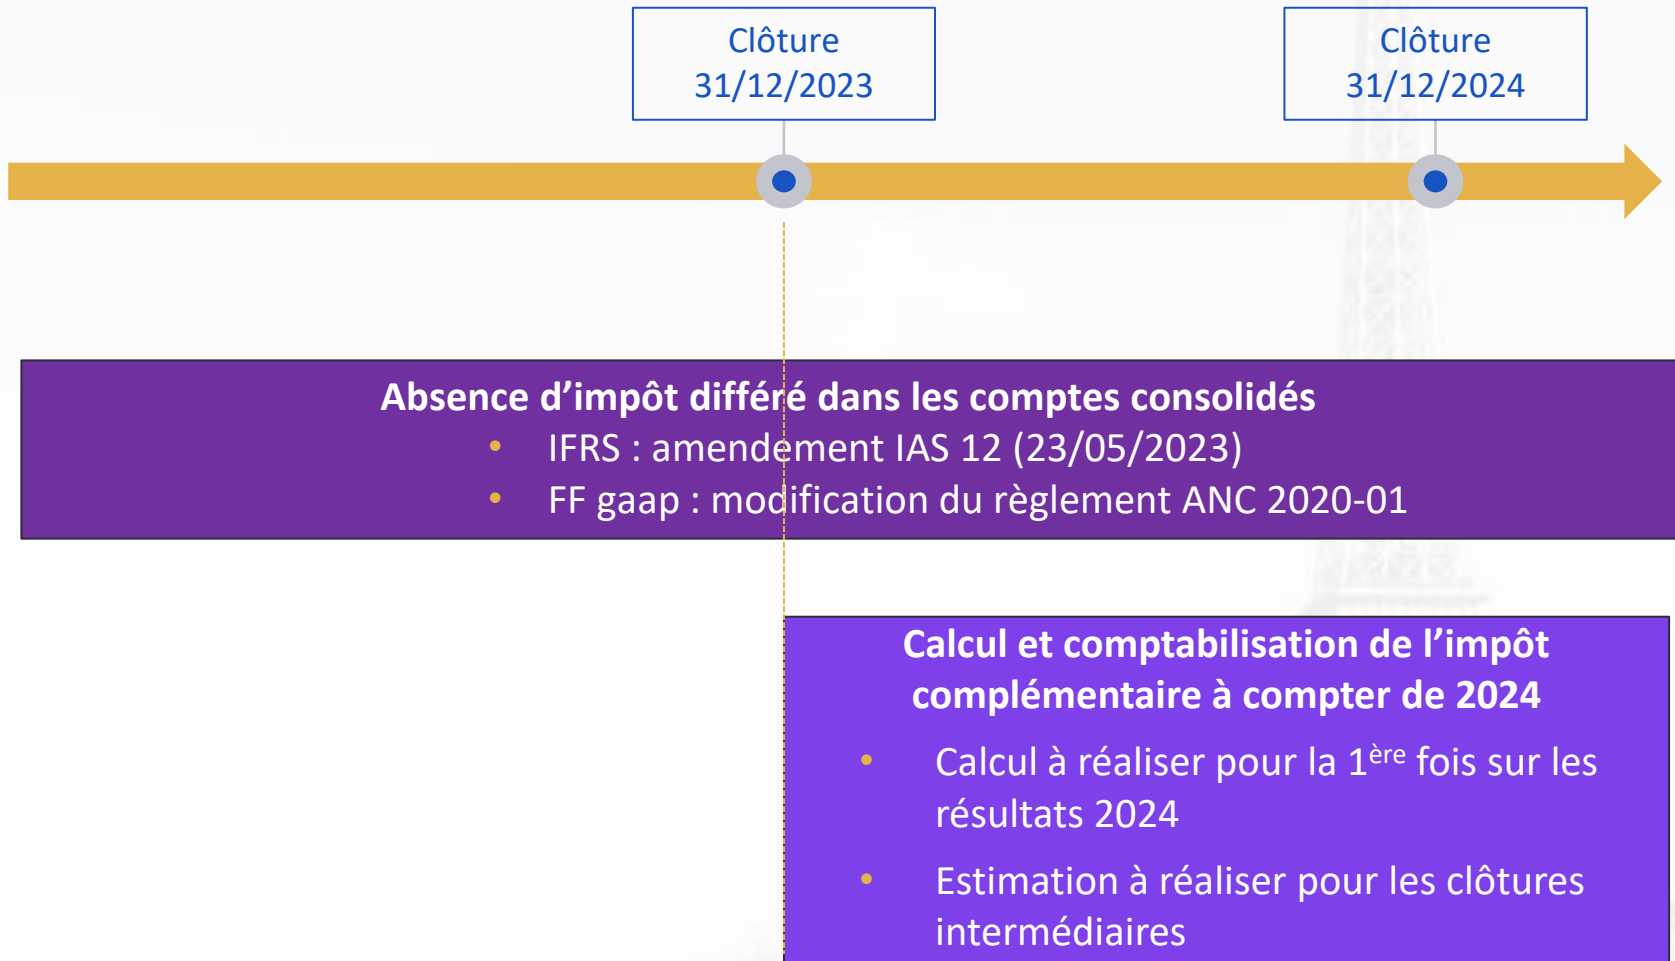 Clôture
31/12/2023
Clôture
31/12/2024
Absence d’impôt différé dans les comptes consolidés
• IFRS : amendement IAS 12 (23/05/2023)
• FF gaap : modification du règlement ANC 2020-01
Calcul et comptabilisation de l’impôt
complémentaire à compter de 2024
• Calcul à réaliser pour la 1ère fois sur les
résultats 2024
• Estimation à réaliser pour les clôtures
intermédiaires